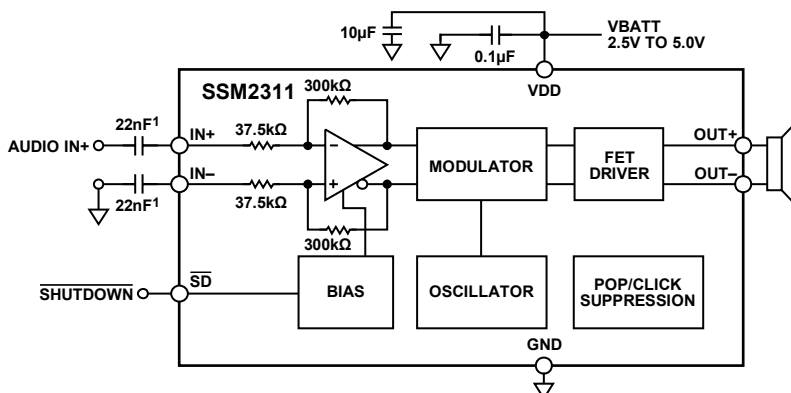 10µF
0.1µF
VBATT
2.5V TO 5.0V
VDD
SSM2311
300kΩ
22nF1
AUDIO IN+
IN+
37.5kΩ
OUT+
MODULATOR
FET
DRIVER
IN–
OUT–
22nF1
37.5kΩ
300kΩ
SHUTDOWN
SD
BIAS
OSCILLATOR
POP/CLICK
SUPPRESSION
GND